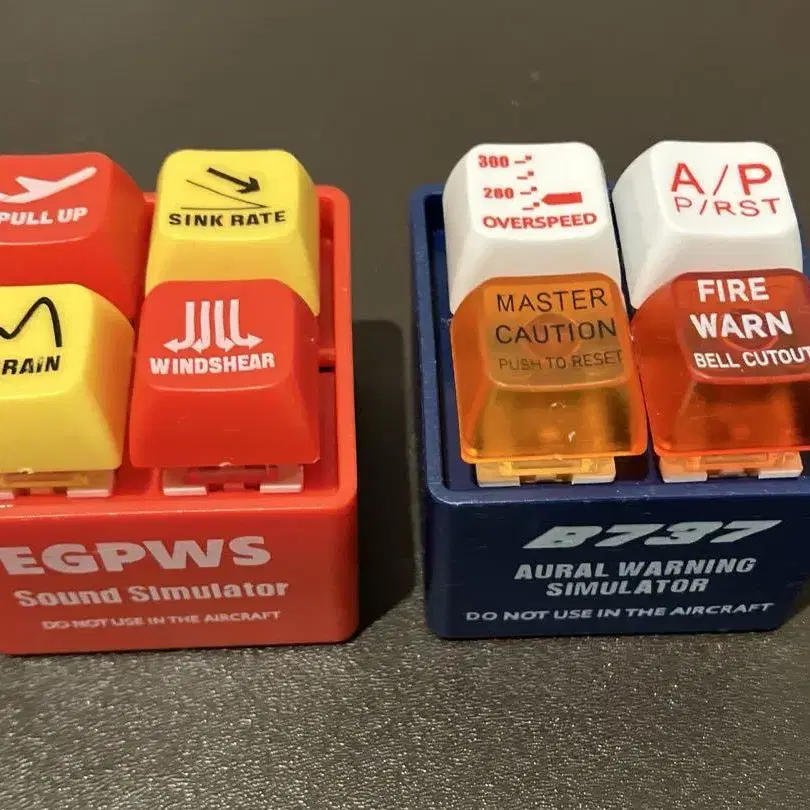 PULL UP
SINK RATE
RAIN
WINDSHEAR
EGPWS
Sound Simulator
DO NOT USE IN THE AIRCRAFT
300
280
OVERSPEED
A/P
P/RST
MASTER
CAUTION
PUSH TO RESET
FIRE
WARN
BELL CUTOUT
B737
AURAL WARNING
SIMULATOR
DO NOT USE IN THE AIRCRAFT